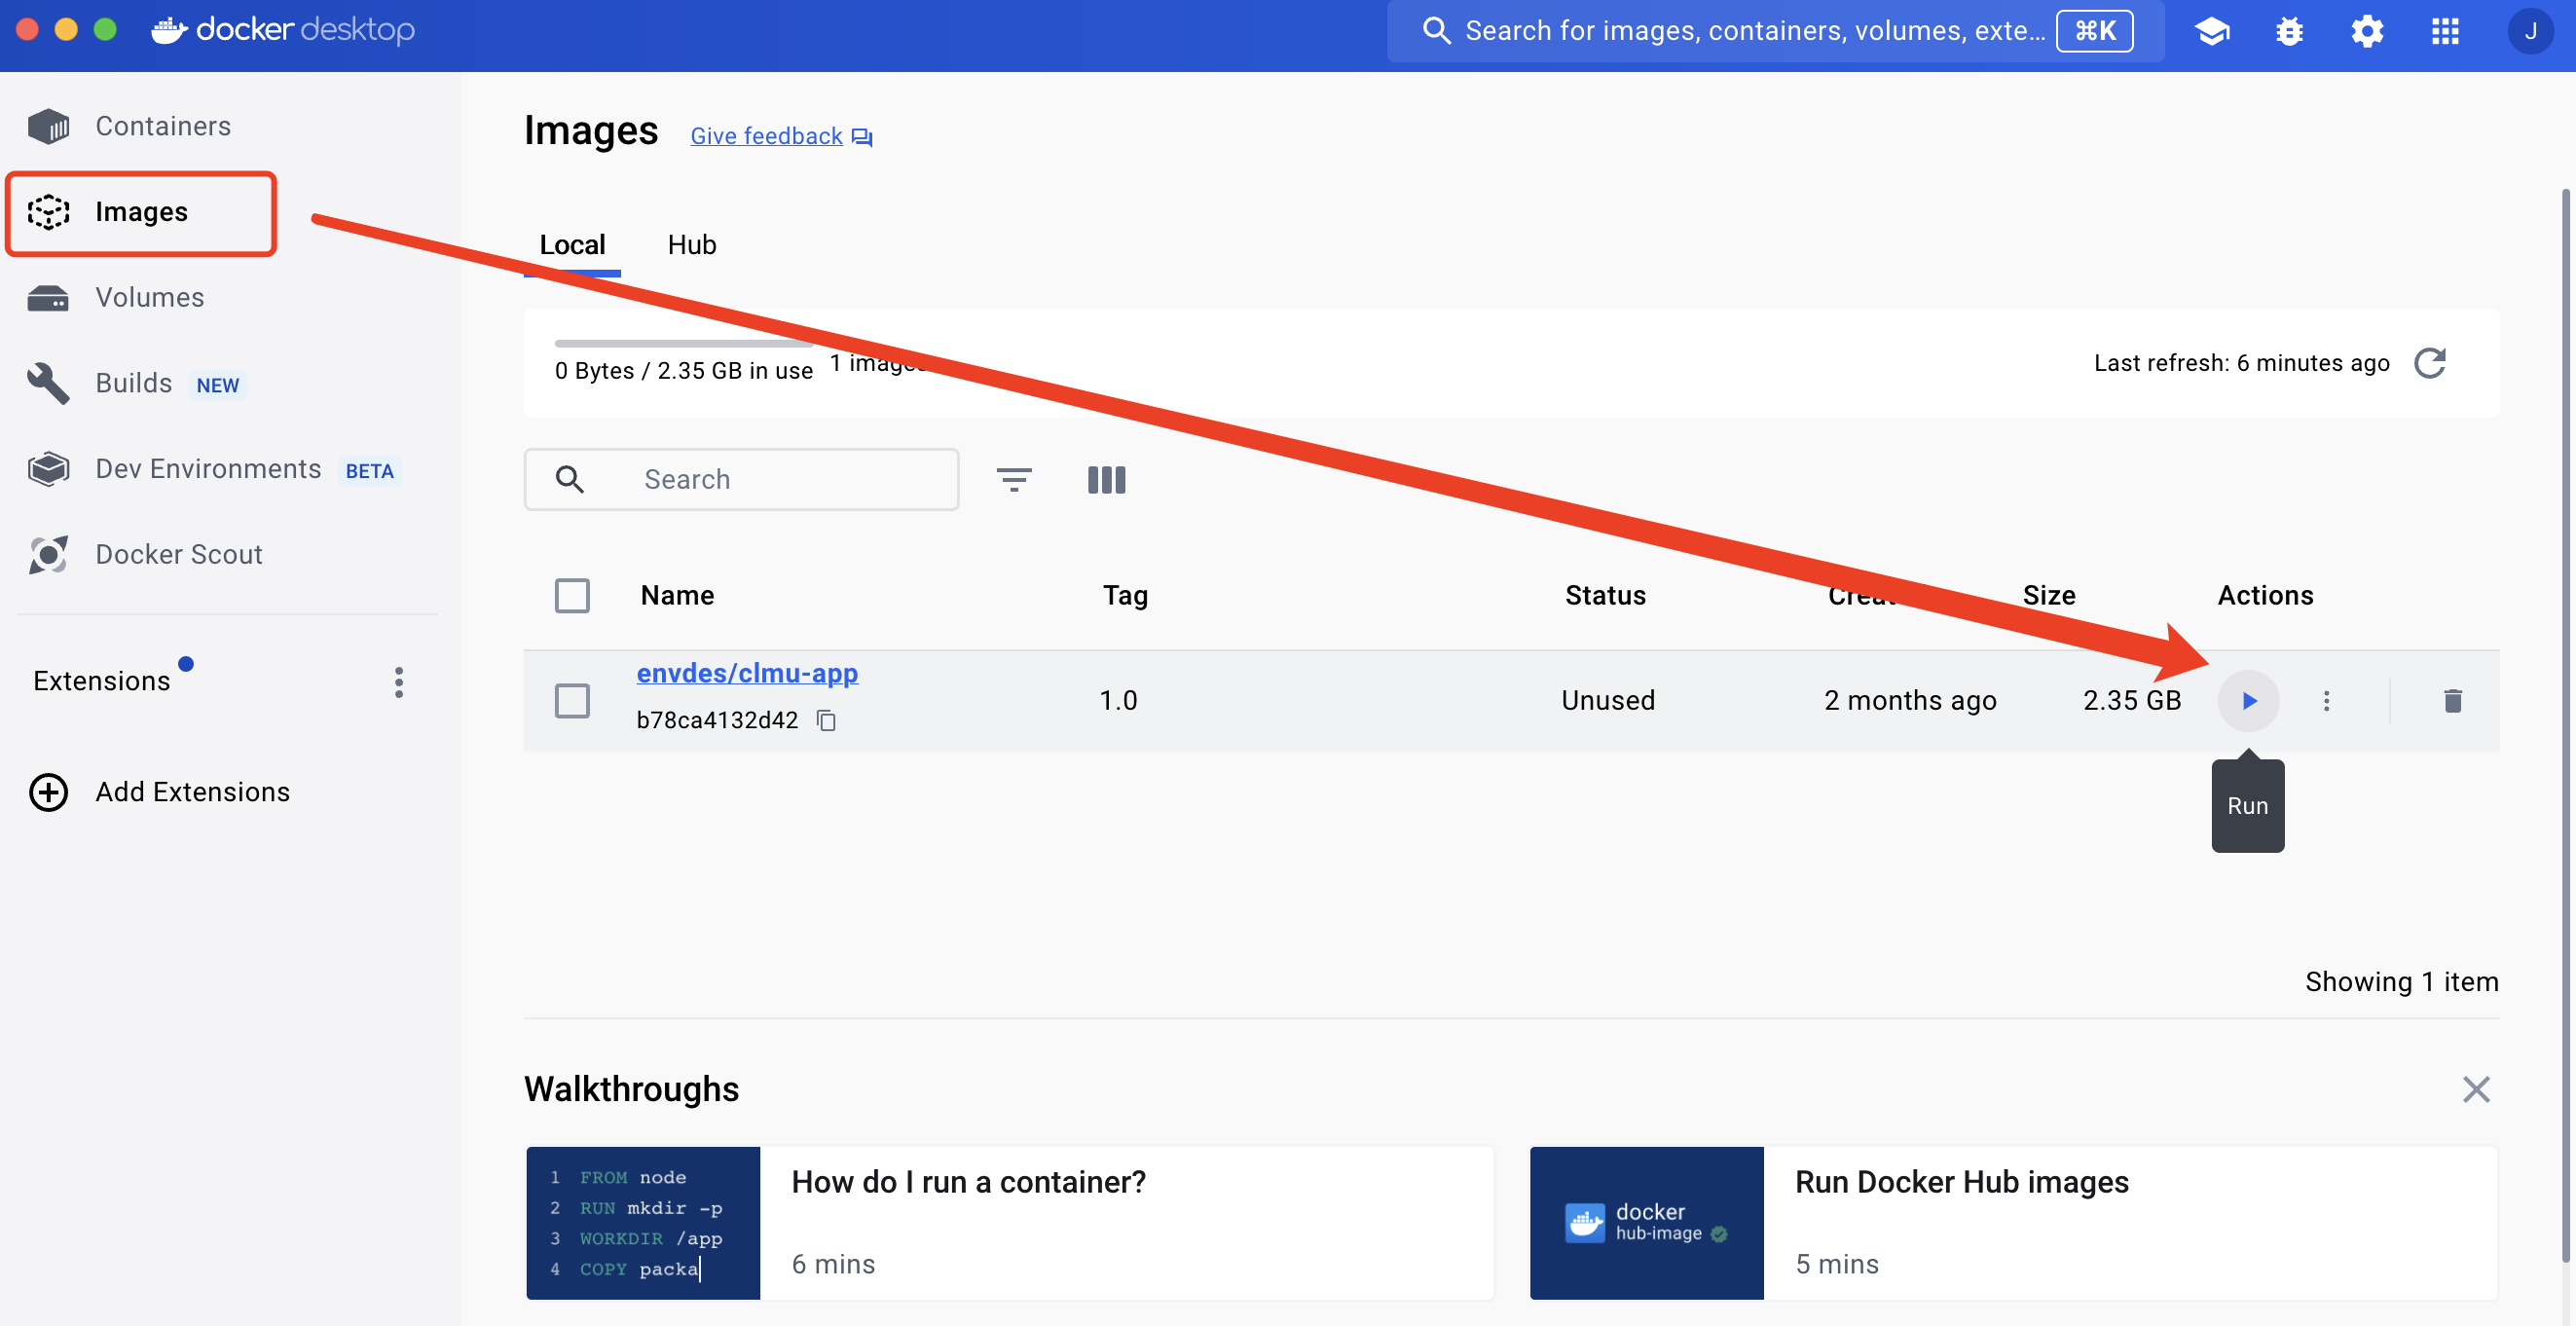 docker desktop
Search for images, containers, volumes, exte... ⌘K
J
Containers
Images
Volumes
Builds NEW
Dev Environments BETA
Docker Scout
Extensions
Add Extensions
Images Give feedback
Local Hub
0 Bytes / 2.35 GB in use 1 images
Last refresh: 6 minutes ago
Search
Name Tag Status Size Actions
envdes/clmu-app
b78ca4132d42
1.0 Unused 2 months ago 2.35 GB
Run
Showing 1 item
Walkthroughs
1 FROM node
2 RUN mkdir -p
3 WORKDIR /app
4 COPY packa
How do I run a container?
6 mins
docker
hub-image
Run Docker Hub images
5 mins